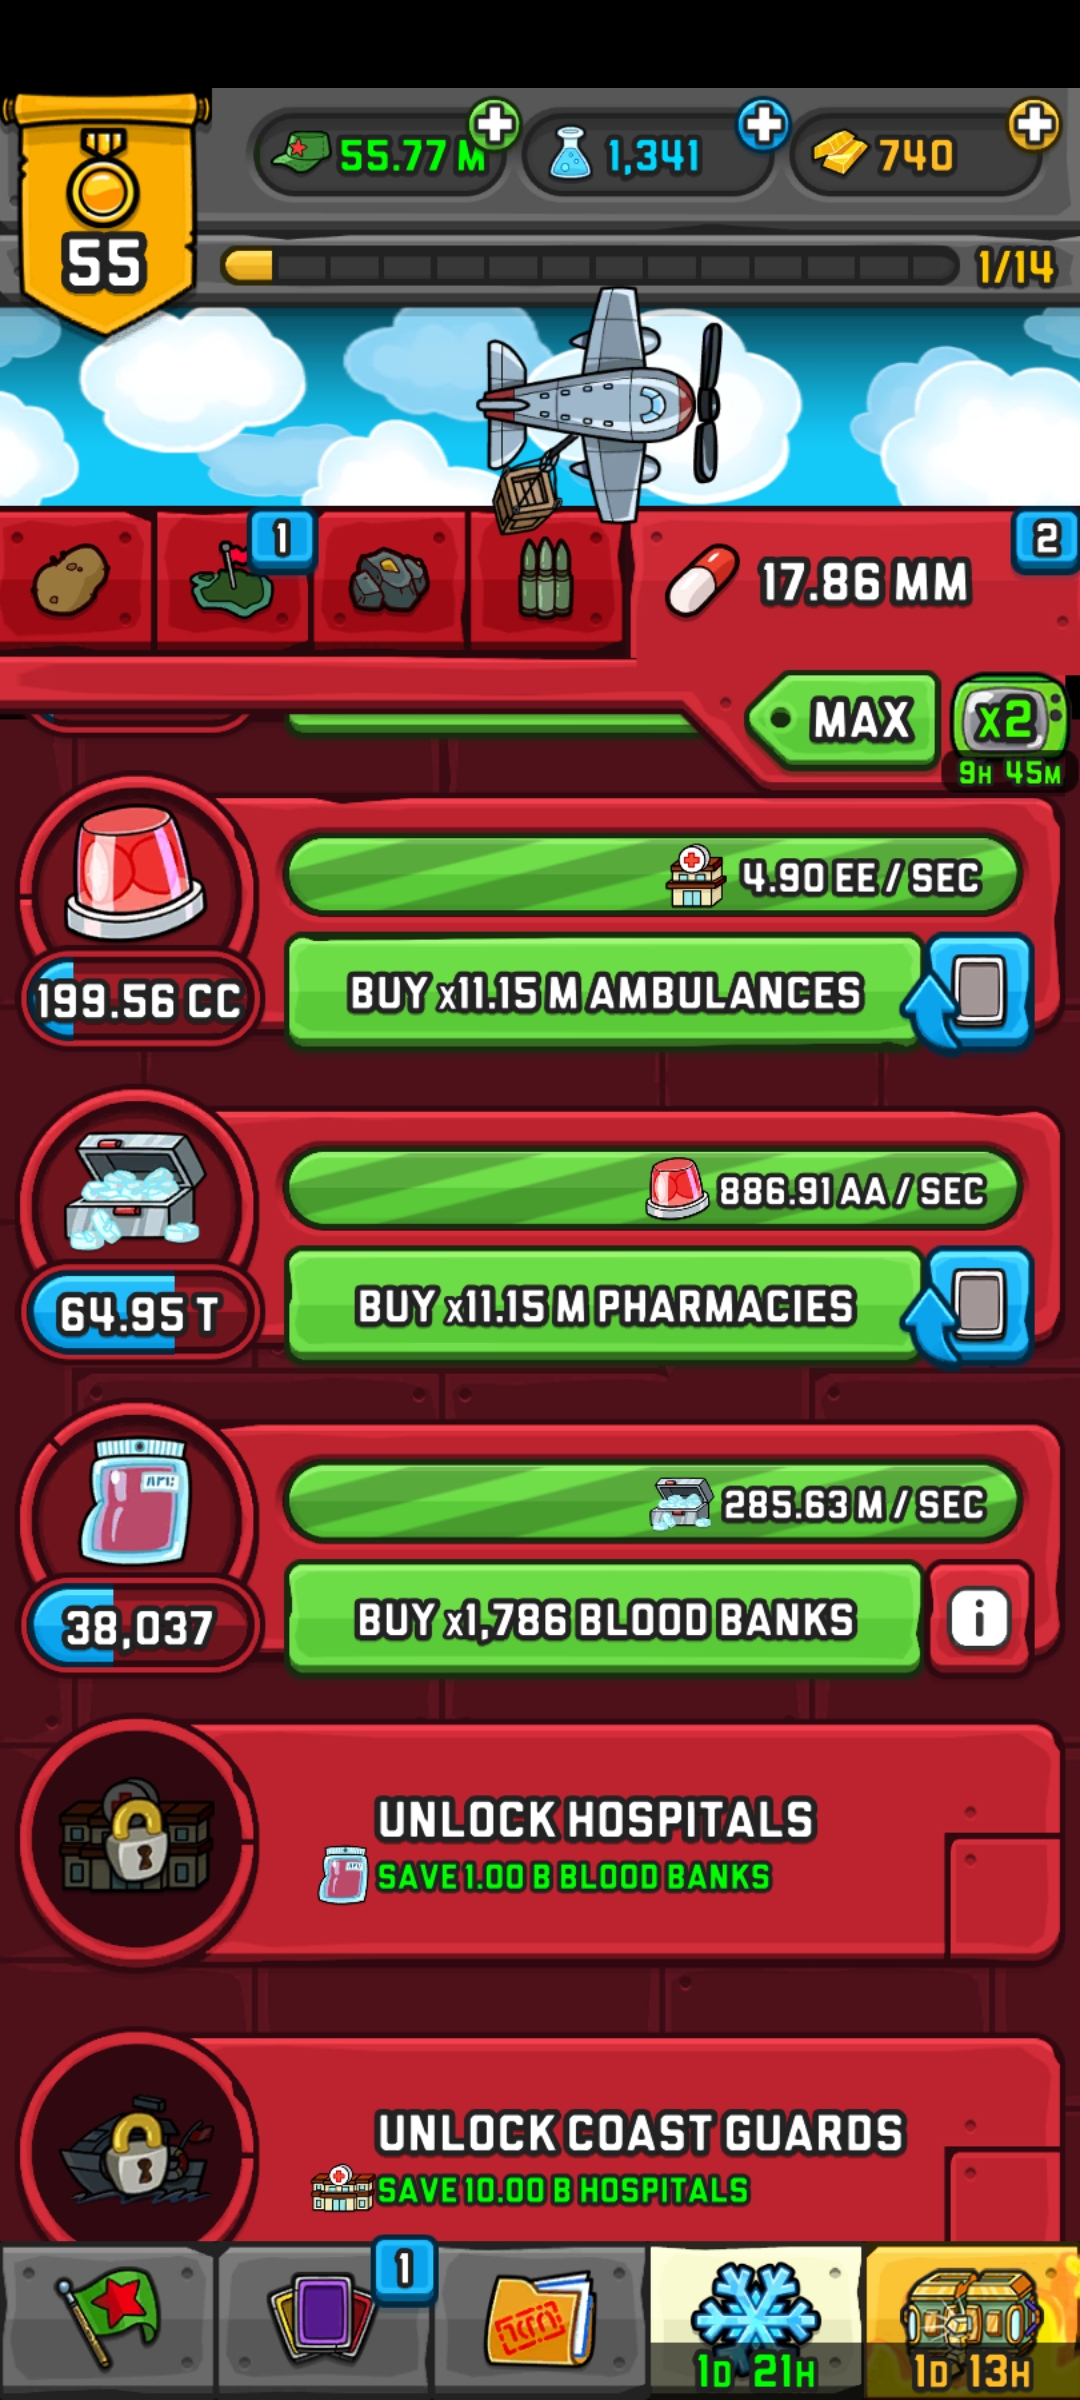 55.77 M
1,341
740
55
1/14
1
2
17.86 MM
MAX
x2
9H 45M
4.90 EE / SEC
BUY x11.15 M AMBULANCES
199.56 CC
886.91 AA / SEC
BUY x11.15 M PHARMACIES
64.95 T
285.63 M / SEC
BUY x1,786 BLOOD BANKS
i
38,037
UNLOCK HOSPITALS
SAVE 1.00 B BLOOD BANKS
UNLOCK COAST GUARDS
SAVE 10.00 B HOSPITALS
1
1D 21H
1D 13H